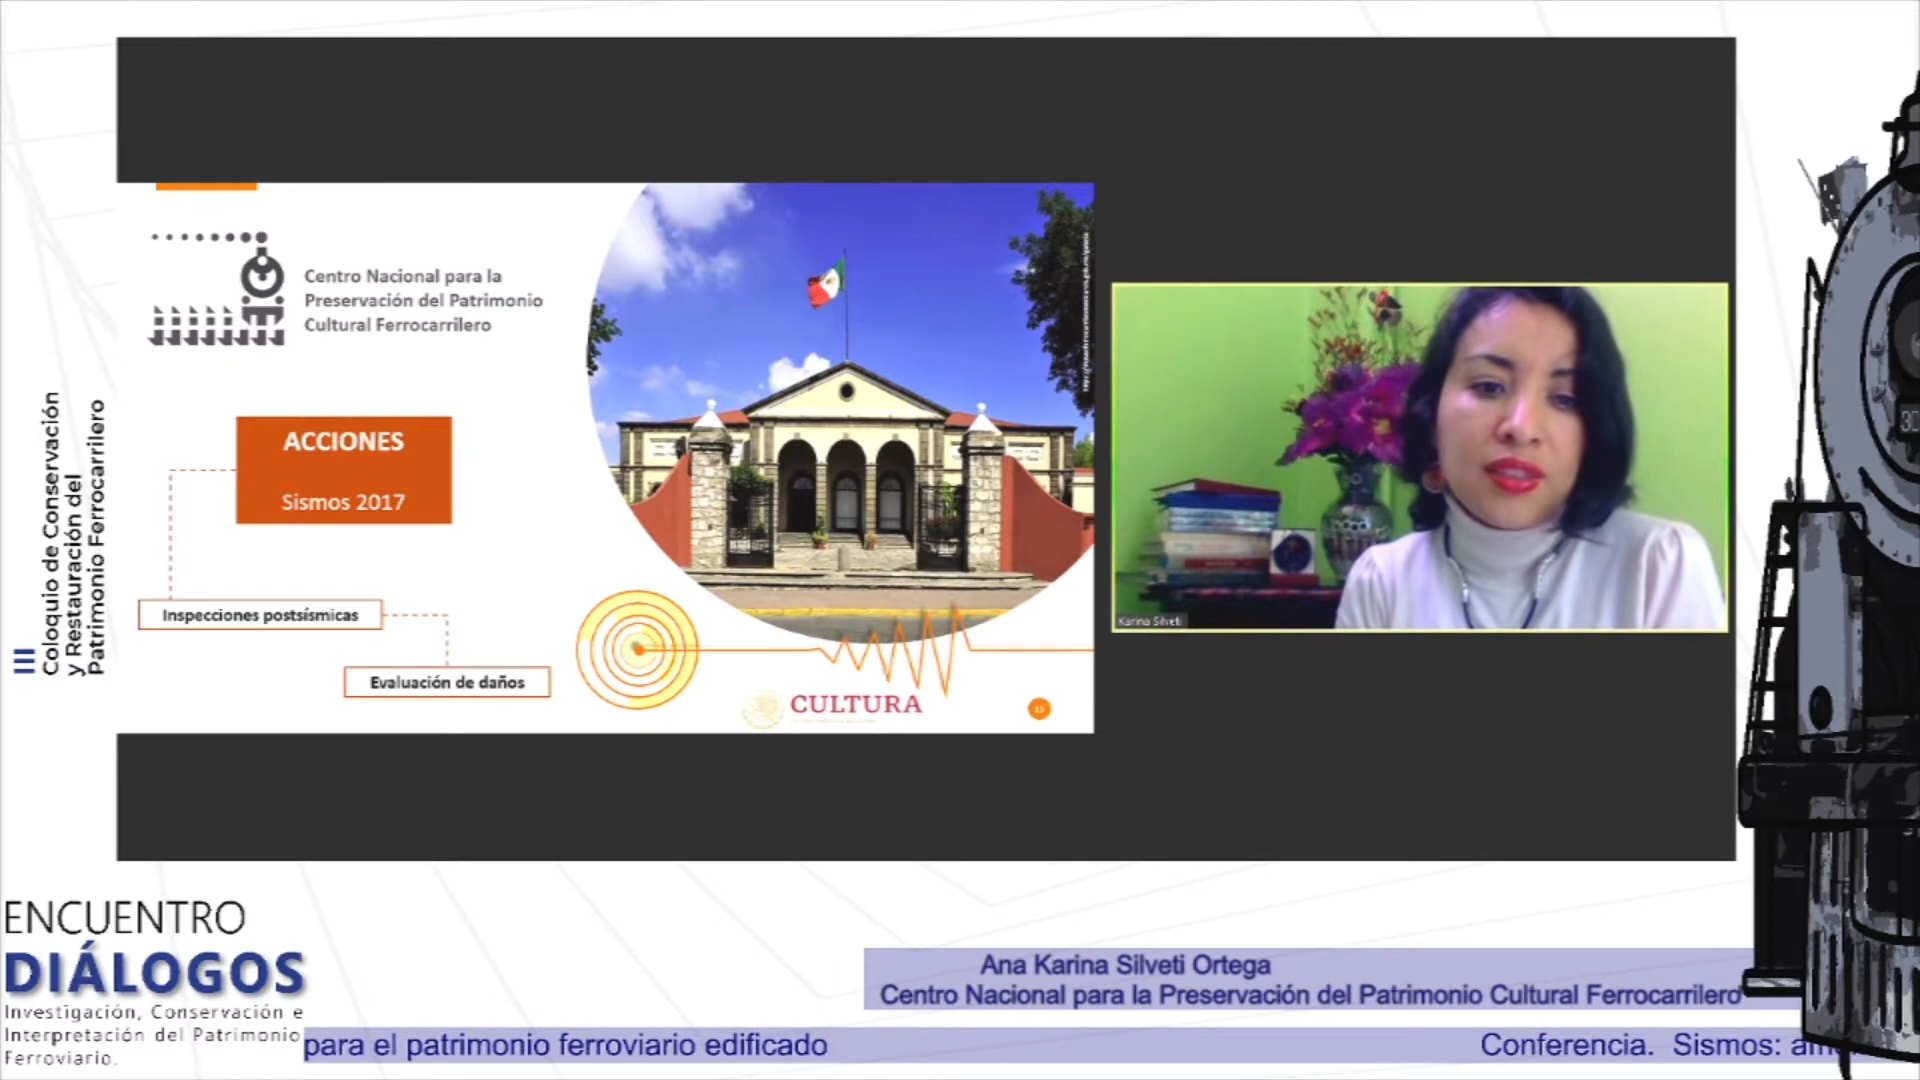 Centro Nacional para la
Preservación del Patrimonio
Cultural Ferrocarrilero
ACCIONES
Sismos 2017
Inspecciones postsísmicas
Evaluación de daños
CULTURA
Karina Silveti
III
Coloquio de Conservación
y Restauración del
Patrimonio Ferrocarrilero
ENCUENTRO
DIÁLOGOS
Investigación, Conservación e
Interpretación del Patrimonio
Ferroviario.
Ana Karina Silveti Ortega
Centro Nacional para la Preservación del Patrimonio Cultural Ferrocarrilero
para el patrimonio ferroviario edificado
Conferencia. Sismos: